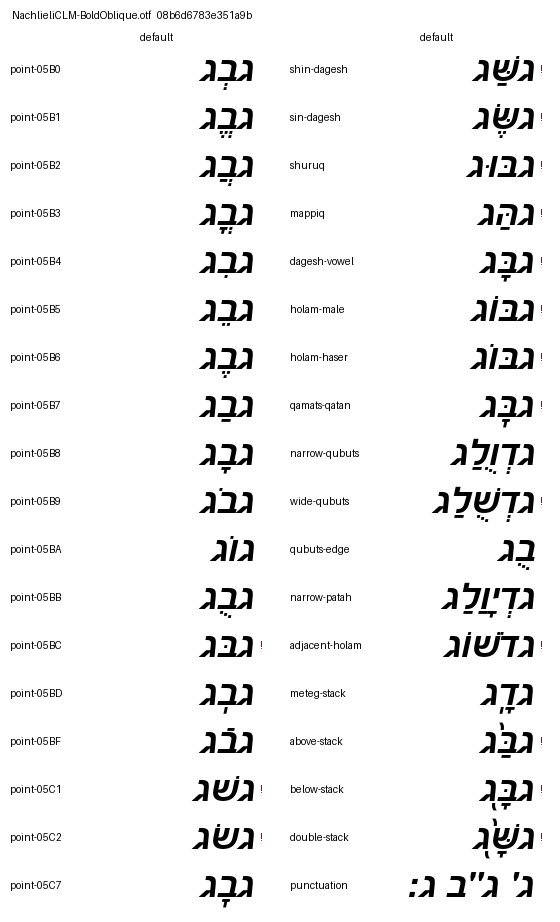 NachlieliCLM-BoldOblique.otf 08b6d6783e351a9b
default default
point-05B0 גבְג shin-dagesh גשַּׁג !
point-05B1 גבֱג sin-dagesh גשֶּׂג !
point-05B2 גבֲג shuruq גבּוּג !
point-05B3 גבֳג mappiq גהַּג !
point-05B4 גבִג dagesh-vowel גבָּג !
point-05B5 גבֵג holam-male גבּוֹג !
point-05B6 גבֶג holam-haser גבּוֺג !
point-05B7 גבַג qamats-qatan גבׇּג !
point-05B8 גבָג narrow-qubuts גדְוֻלַג
point-05B9 גבֹג wide-qubuts גדְשֻׁלַג !
point-05BA גוֺג qubuts-edge בֻג
point-05BB גבֻג narrow-patah גדְיָוַלַג
point-05BC גבּג ! adjacent-holam גדֹשׁוֹג !
point-05BD גבֽג meteg-stack גדָֽג
point-05BF גבֿג above-stack גבַּ֨ג !
point-05C1 גשׁג ! below-stack גבָּ֖ג !
point-05C2 גשׂג ! double-stack גשָּׁ֖֨ג !
point-05C7 גבׇג punctuation ג' ג"ב ג: